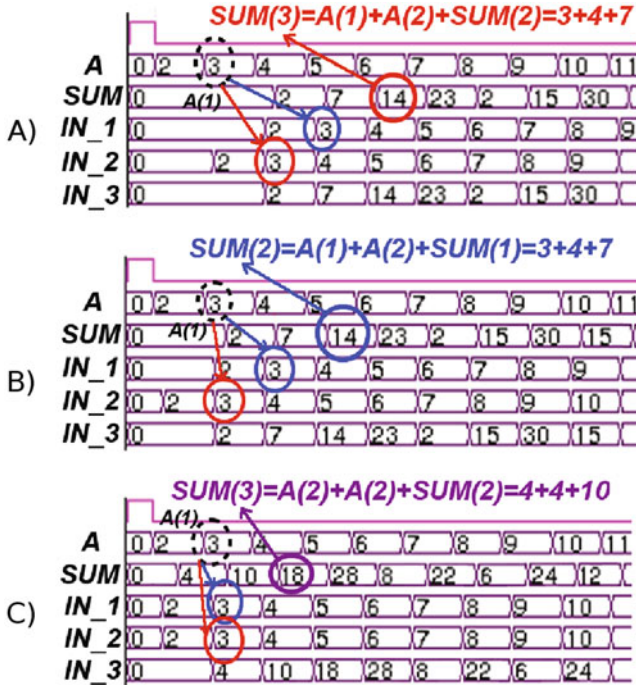 SUM(3)=A(1)+A(2)+SUM(2)=3+4+7
A 0 2 3 4 5 6 7 8 9 10 11
A(1)
SUM 0 2 7 14 23 2 15 30
A)
IN_1 0 2 3 4 5 6 7 8 9
IN_2 0 2 3 4 5 6 7 8 9
IN_3 0 2 7 14 23 2 15 30
SUM(2)=A(1)+A(2)+SUM(1)=3+4+7
A 0 2 3 4 5 6 7 8 9 10 11
A(1)
SUM 0 2 7 14 23 2 15 30 15
B)
IN_1 0 2 3 4 5 6 7 8 9
IN_2 0 2 3 4 5 6 7 8 9 10
IN_3 0 2 7 14 23 2 15 30 15
SUM(3)=A(2)+A(2)+SUM(2)=4+4+10
A(1)
A 0 2 3 4 5 6 7 8 9 10 11
SUM 0 4 10 18 28 8 22 6 24 12
C)
IN_1 0 2 3 4 5 6 7 8 9 10
IN_2 0 2 3 4 5 6 7 8 9 10
IN_3 0 4 10 18 28 8 22 6 24